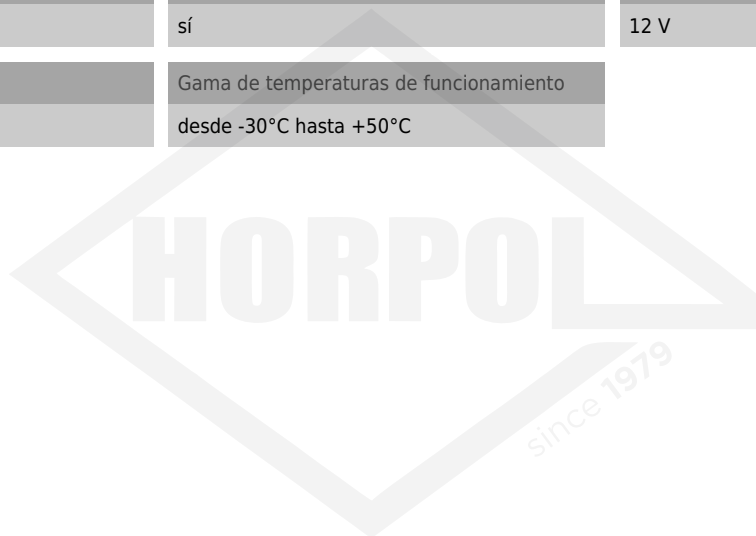 sí
12 V
Gama de temperaturas de funcionamiento
desde -30°C hasta +50°C
HORPOL
since 1979